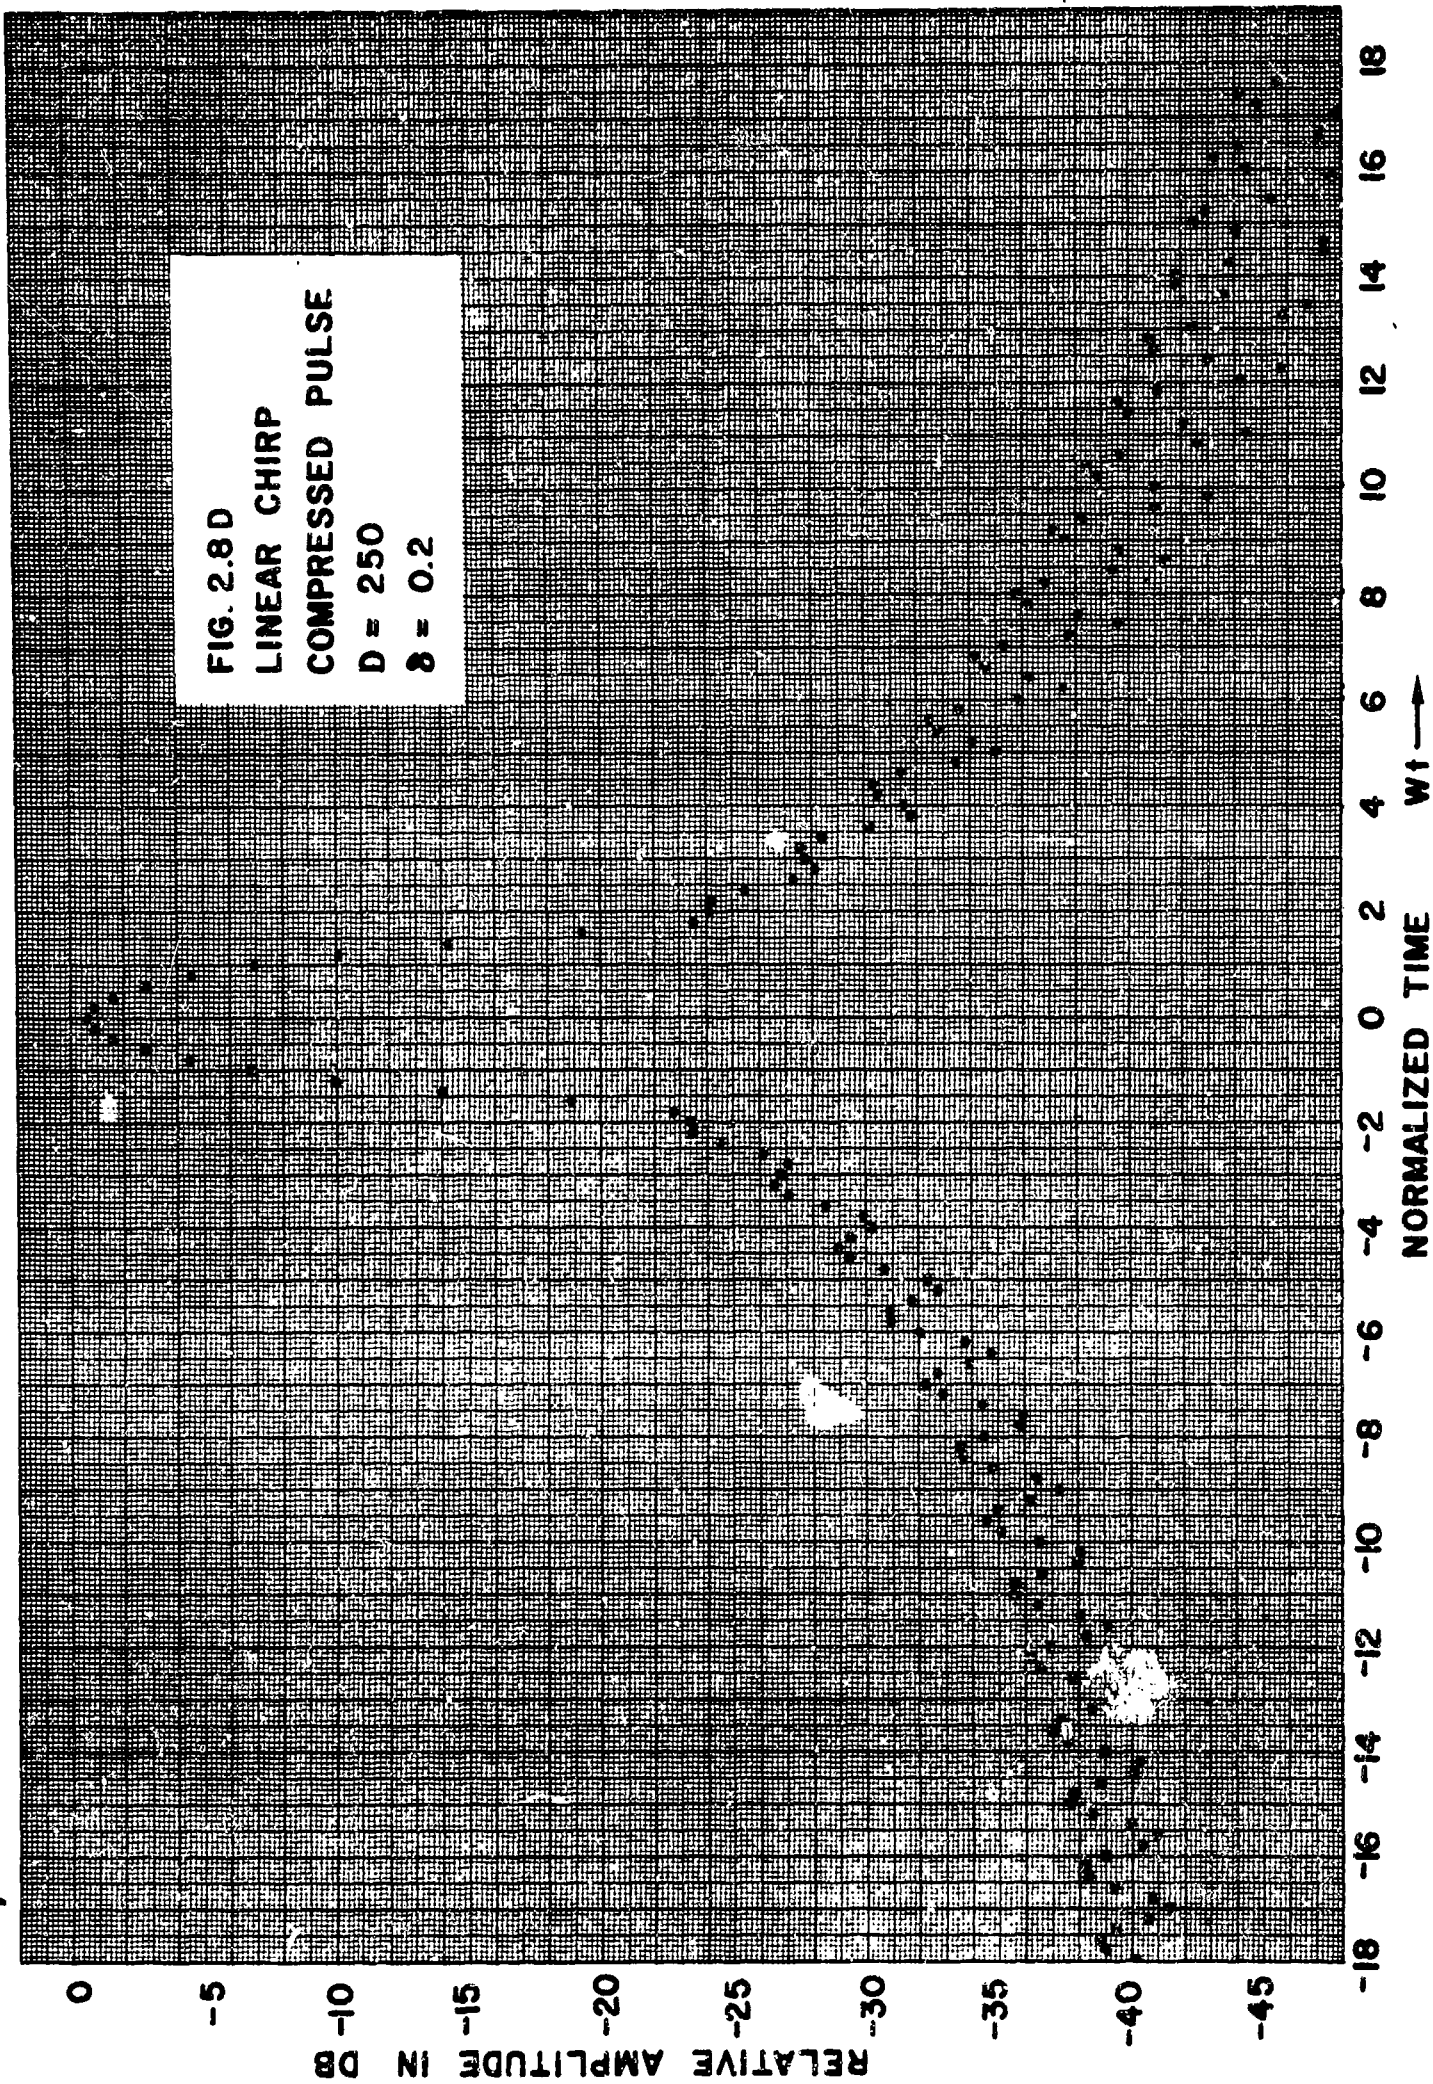 FIG. 2.8D
LINEAR CHIRP
COMPRESSED PULSE
D = 250
δ = 0.2
RELATIVE AMPLITUDE IN DB
0
-5
-10
-15
-20
-25
-30
-35
-40
-45
-18 -16 -14 -12 -10 -8 -6 -4 -2 0 2 4 6 8 10 12 14 16 18
NORMALIZED TIME Wt →